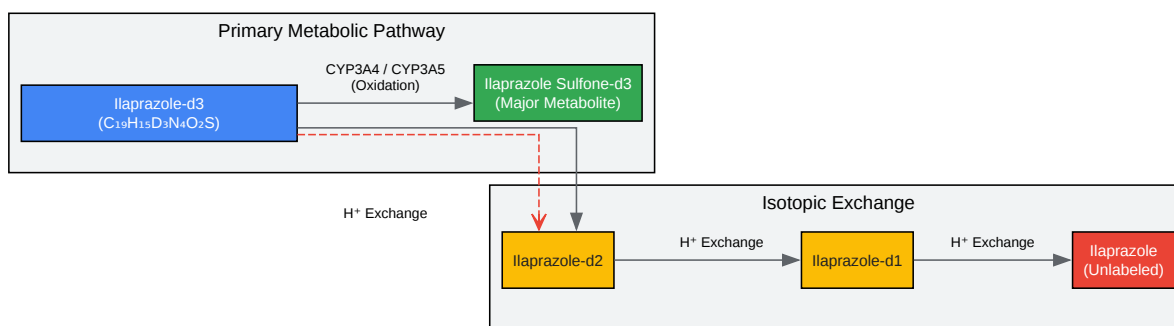 Primary Metabolic Pathway
CYP3A4 / CYP3A5
(Oxidation)
Ilaprazole-d3
(C₁₉H₁₅D₃N₄O₂S)
Ilaprazole Sulfone-d3
(Major Metabolite)
H⁺ Exchange
Isotopic Exchange
Ilaprazole-d2
H⁺ Exchange
Ilaprazole-d1
H⁺ Exchange
Ilaprazole
(Unlabeled)